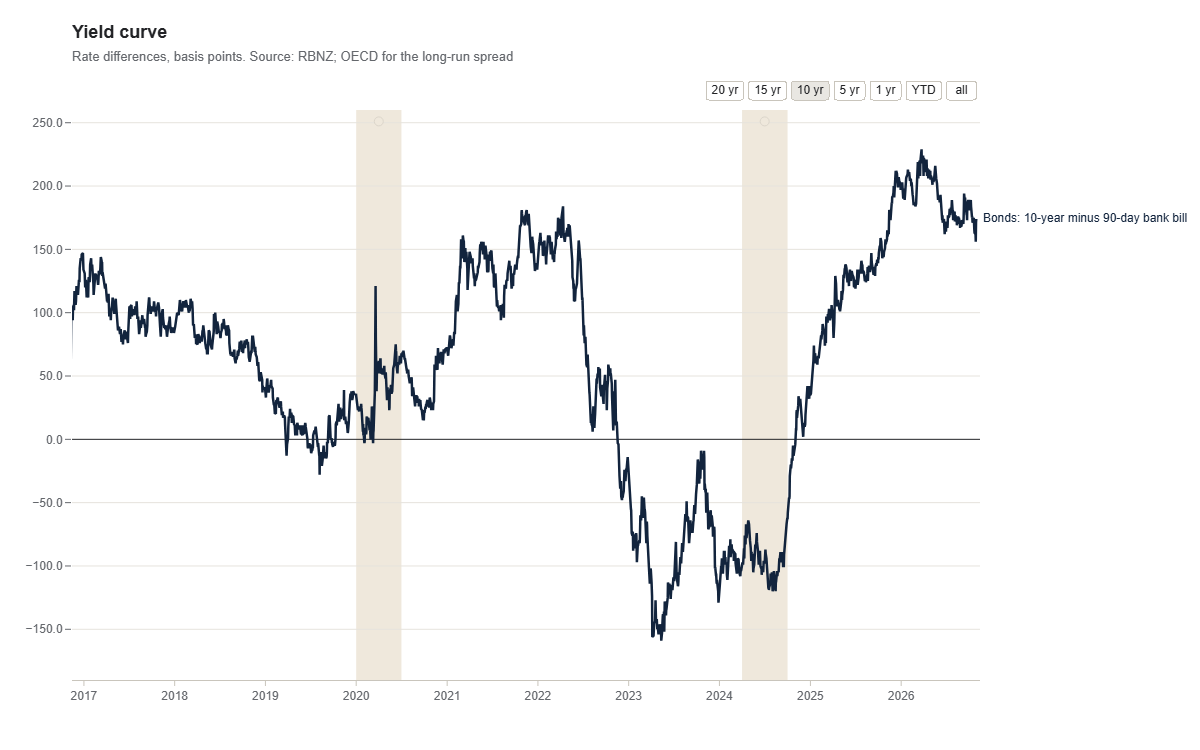 Yield curve
Rate differences, basis points. Source: RBNZ; OECD for the long-run spread
20 yr 15 yr 10 yr 5 yr 1 yr YTD all
250.0
200.0
150.0
100.0
50.0
0.0
−50.0
−100.0
−150.0
Bonds: 10-year minus 90-day bank bill
2017 2018 2019 2020 2021 2022 2023 2024 2025 2026